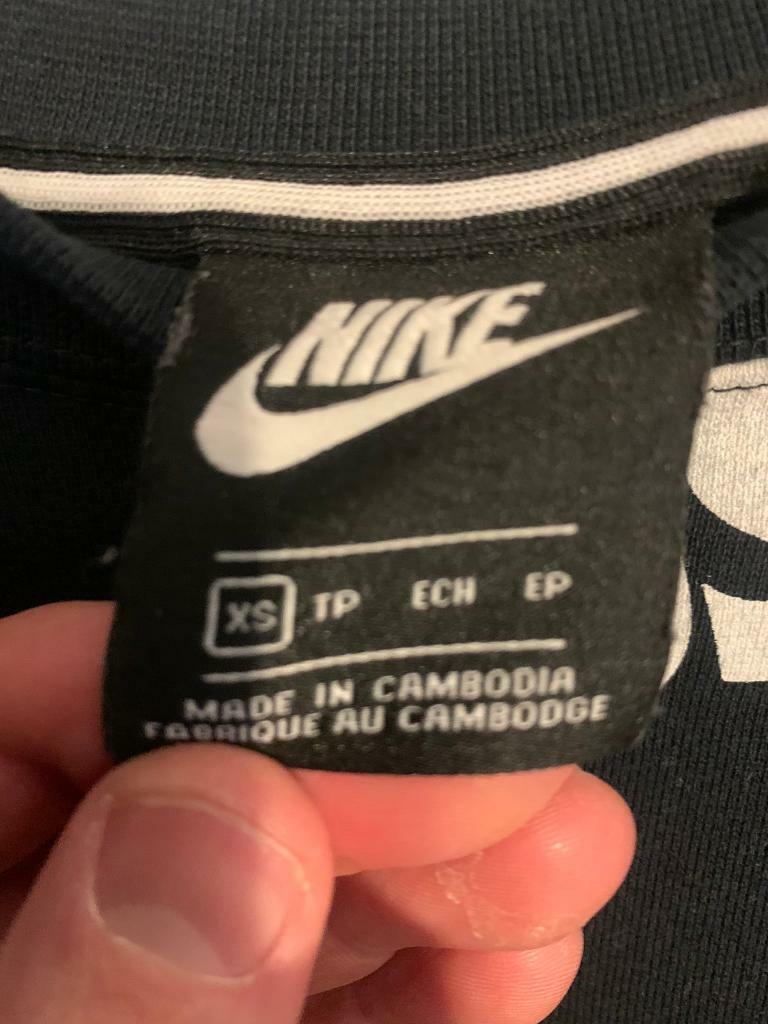 NIKE
XS TP ECH EP
MADE IN CAMBODIA
FABRIQUE AU CAMBODGE